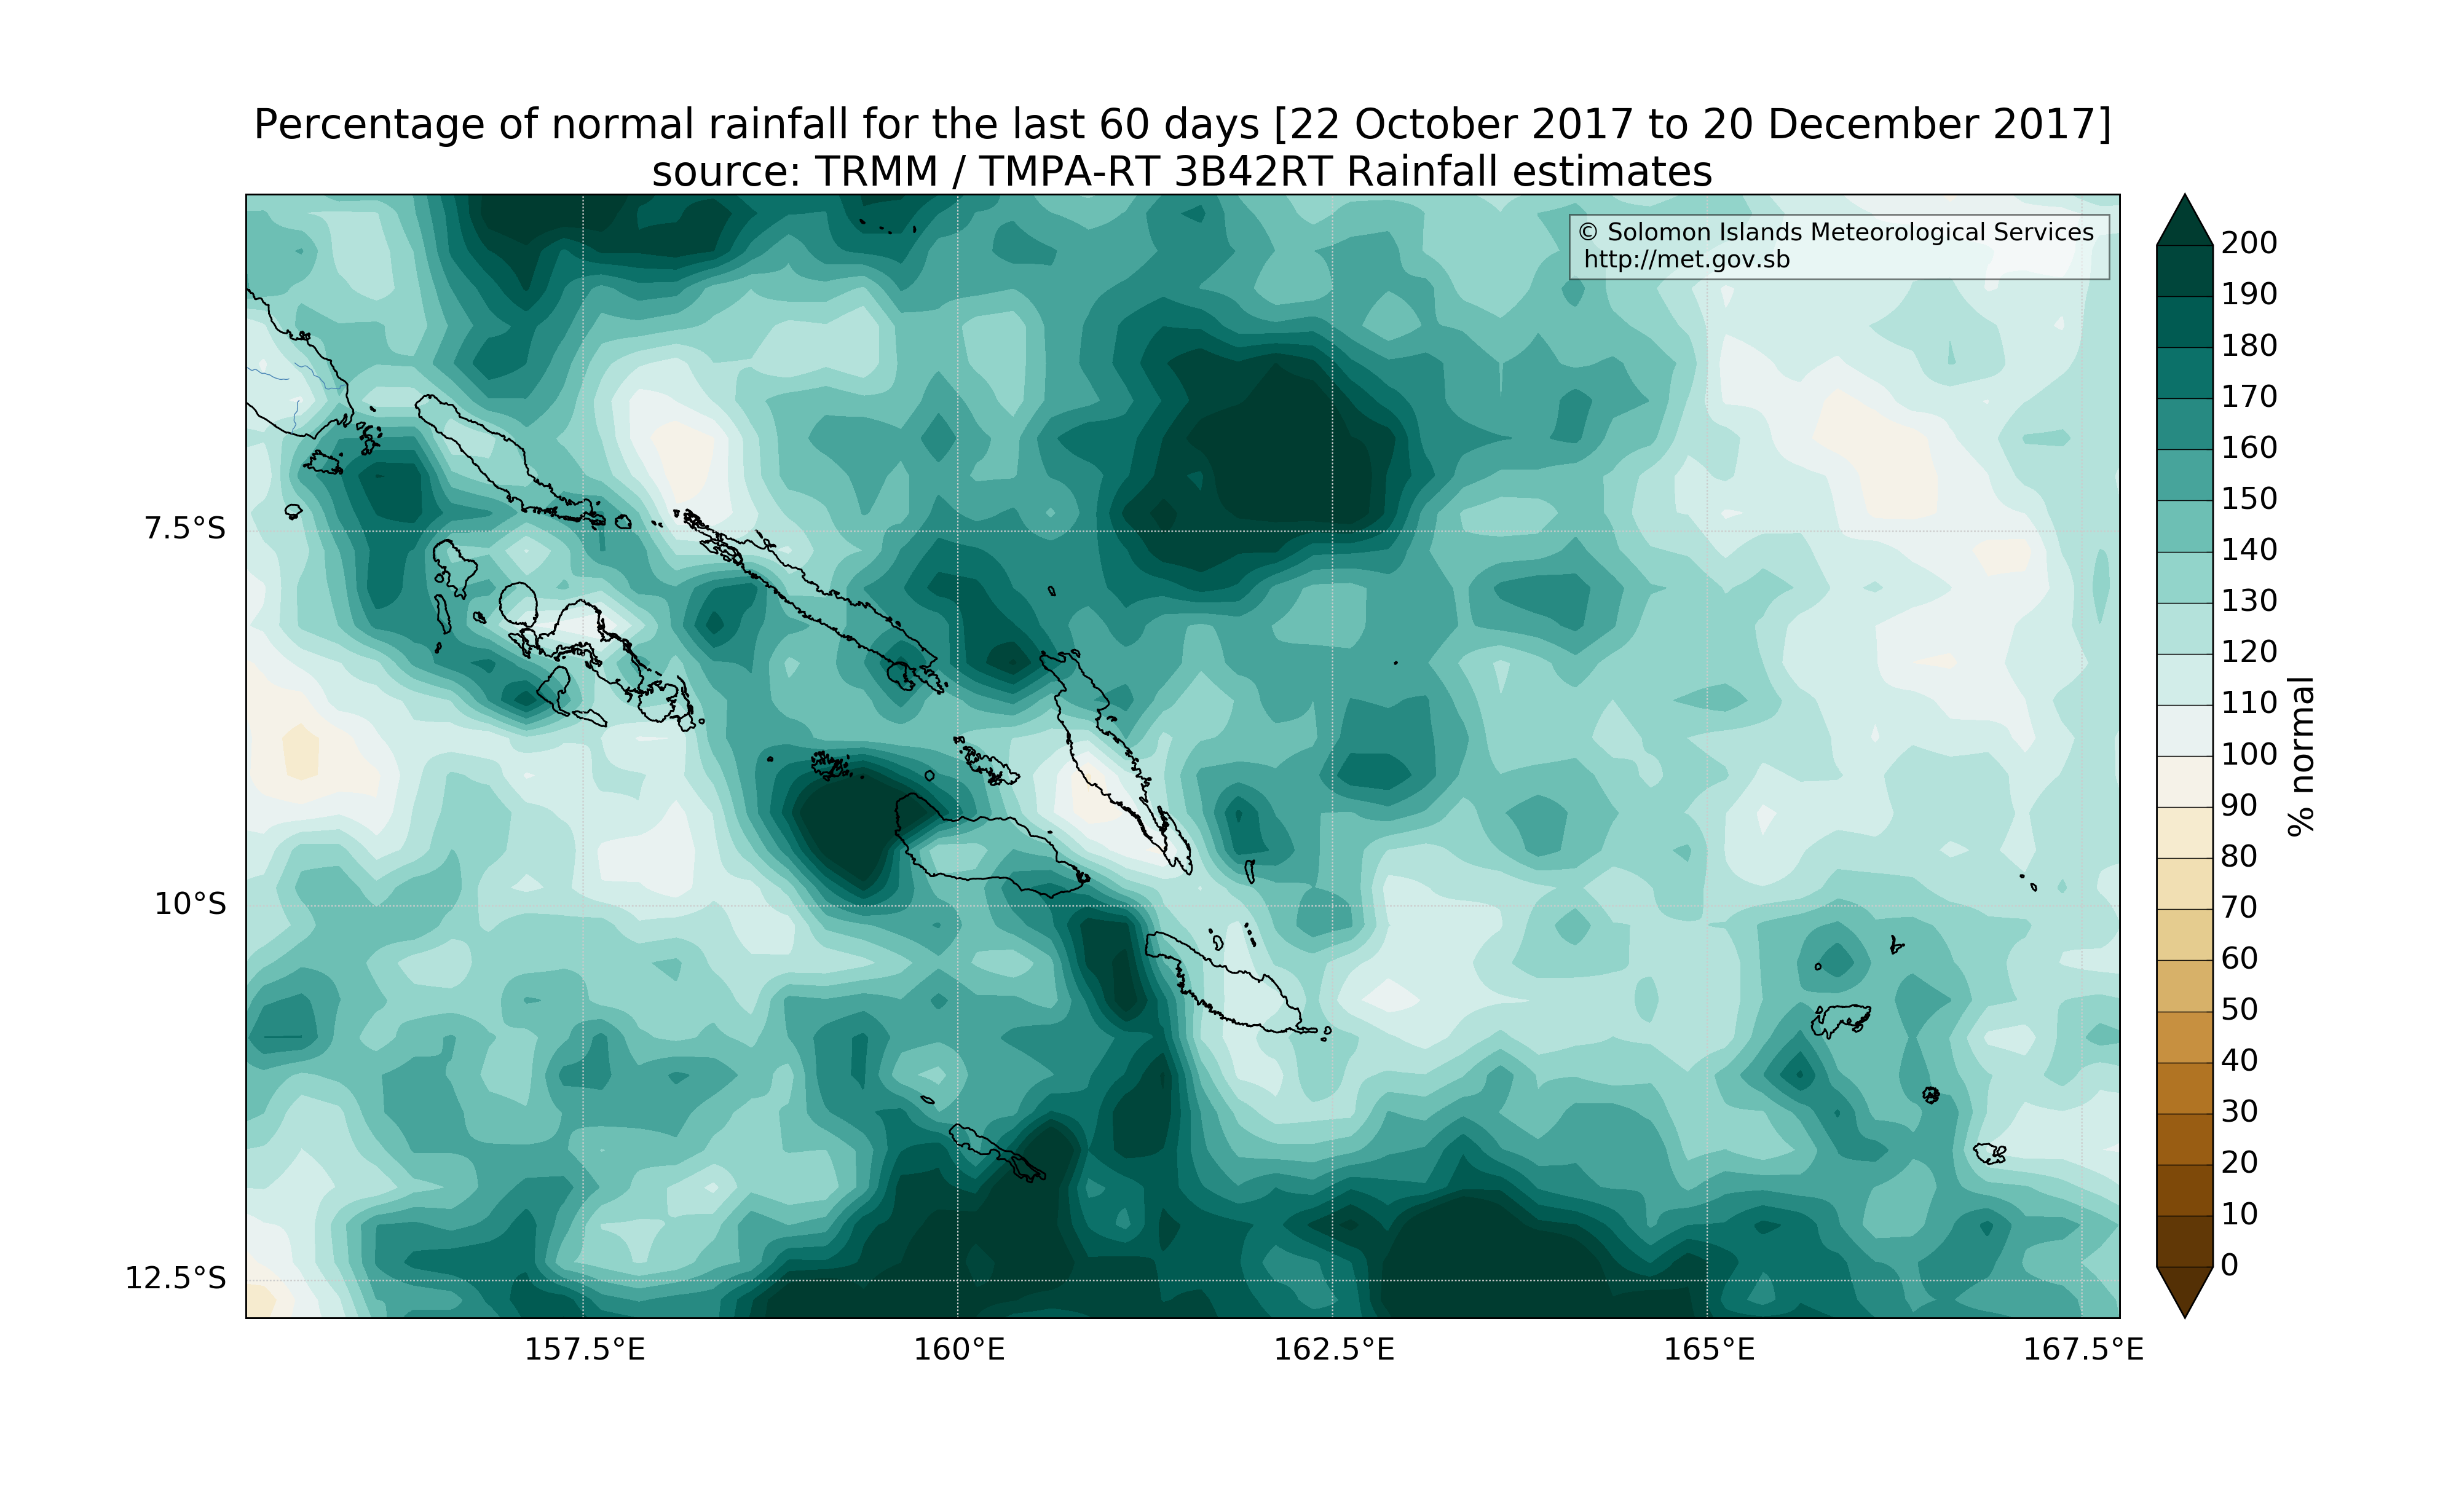 Percentage of normal rainfall for the last 60 days [22 October 2017 to 20 December 2017]
source: TRMM / TMPA-RT 3B42RT Rainfall estimates
© Solomon Islands Meteorological Services
http://met.gov.sb
7.5°S
10°S
12.5°S
157.5°E
160°E
162.5°E
165°E
167.5°E
200
190
180
170
160
150
140
130
120
110
100
90
80
70
60
50
40
30
20
10
0
% normal